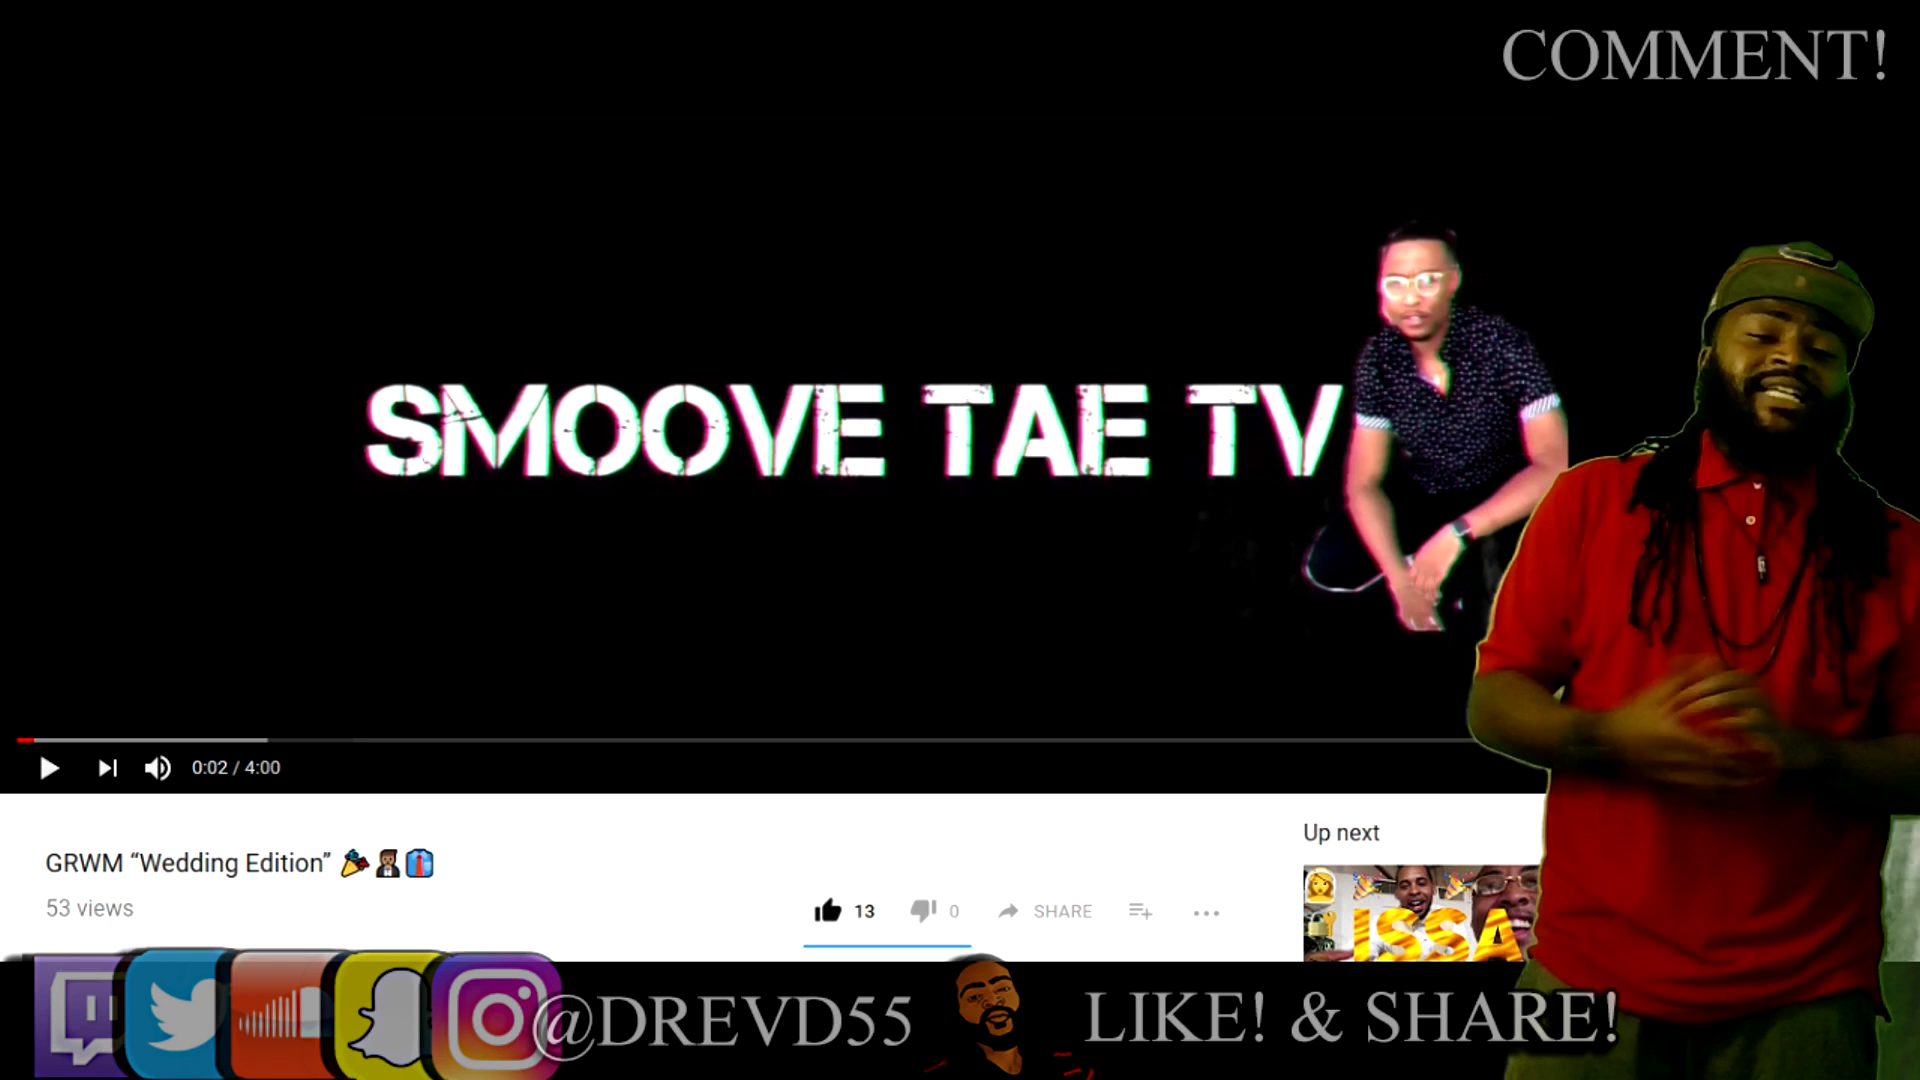 COMMENT!
SMOOVE TAE TV
0:02 / 4:00
GRWM “Wedding Edition” 🎉🤵🏽👔
53 views
13
0
SHARE
Up next
ISSA
@DREVD55
LIKE! & SHARE!